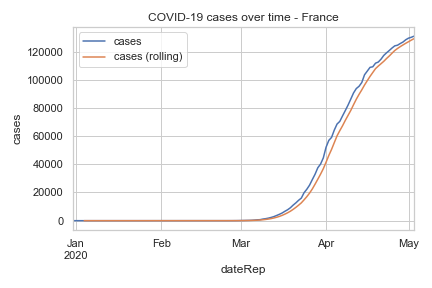 COVID-19 cases over time - France
cases
cases (rolling)
120000
100000
80000
60000
40000
20000
0
cases
Jan
2020
Feb
Mar
Apr
May
dateRep